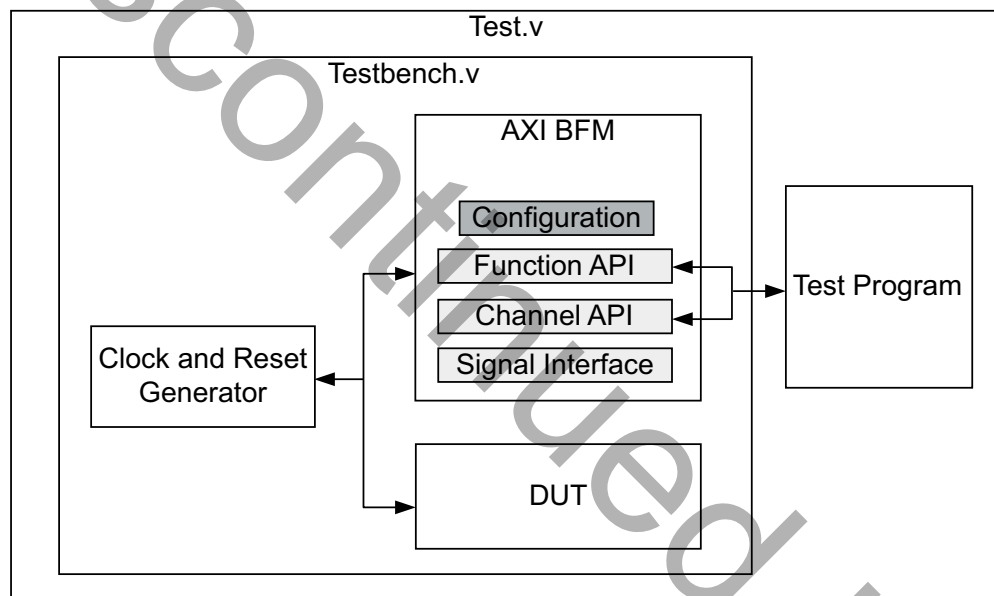 Test.v
Testbench.v
AXI BFM
Configuration
Function API
Channel API
Signal Interface
Test Program
Clock and Reset
Generator
DUT